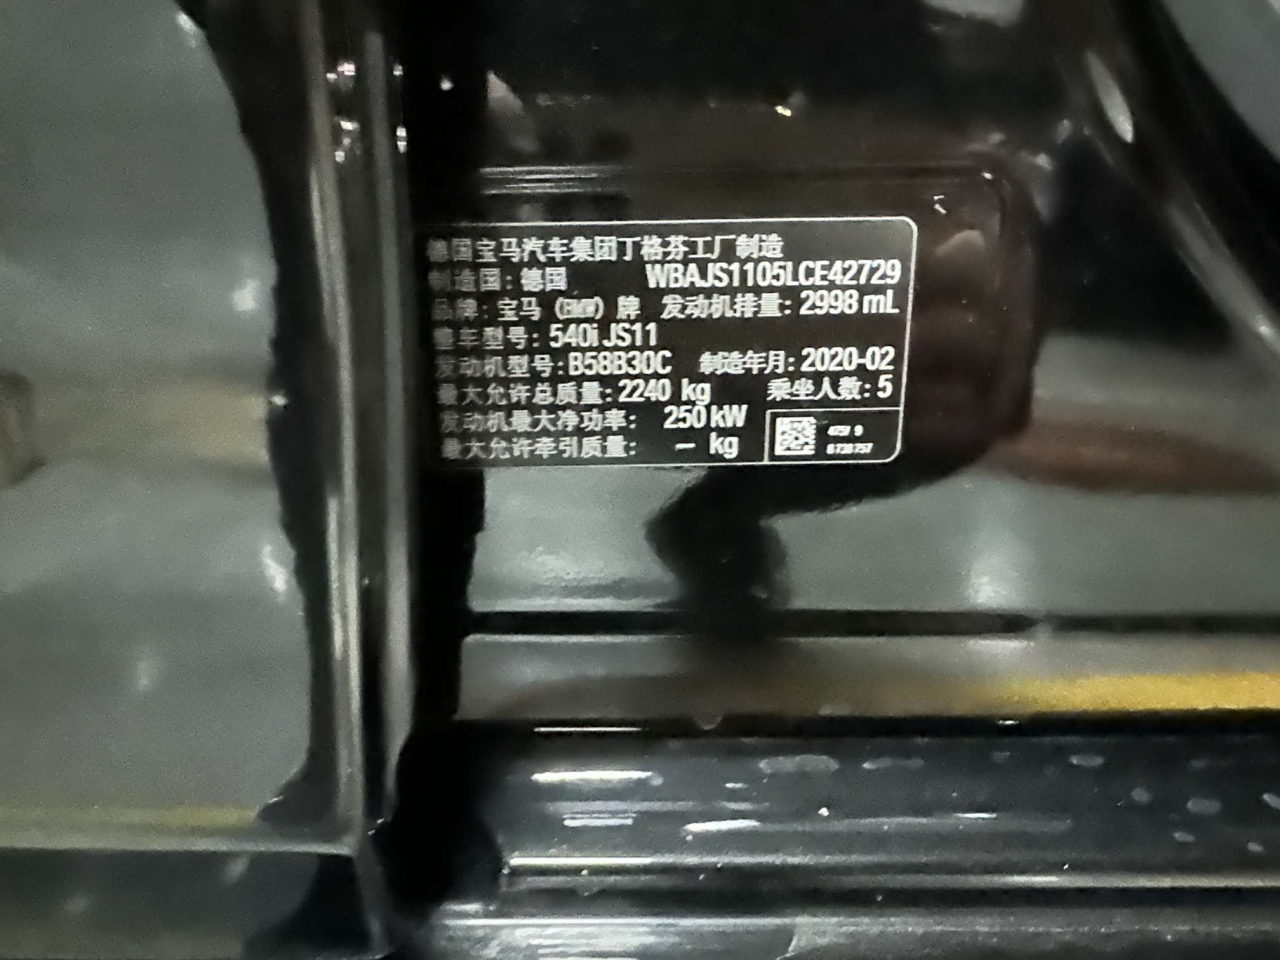 德国宝马汽车集团丁格芬工厂制造
制造国: 德国 WBAJS1105LCE42729
品牌: 宝马 (BMW) 牌 发动机排量: 2998 mL
整车型号: 540i JS11
发动机型号: B58B30C 制造年月: 2020-02
最大允许总质量: 2240 kg 乘坐人数: 5
发动机最大净功率: 250 kW
最大允许牵引质量: – kg